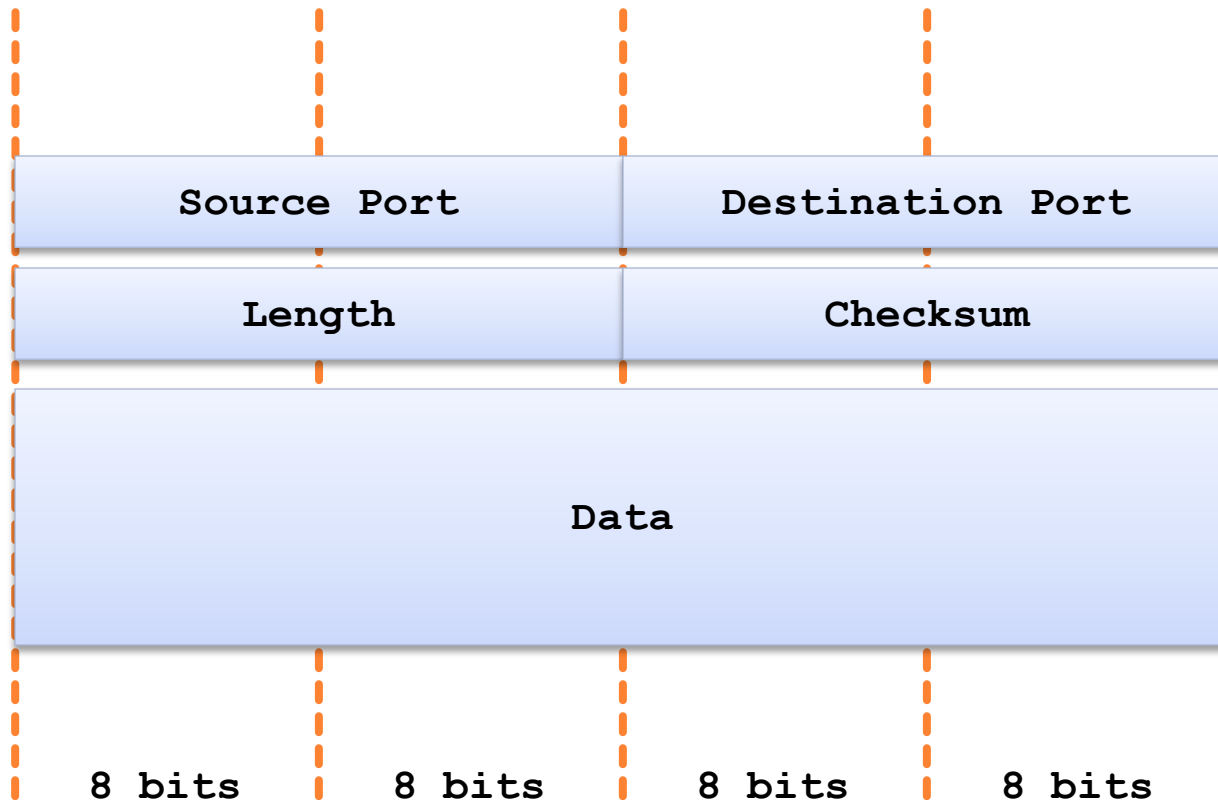 Source Port Destination Port
Length Checksum
Data
8 bits 8 bits 8 bits 8 bits